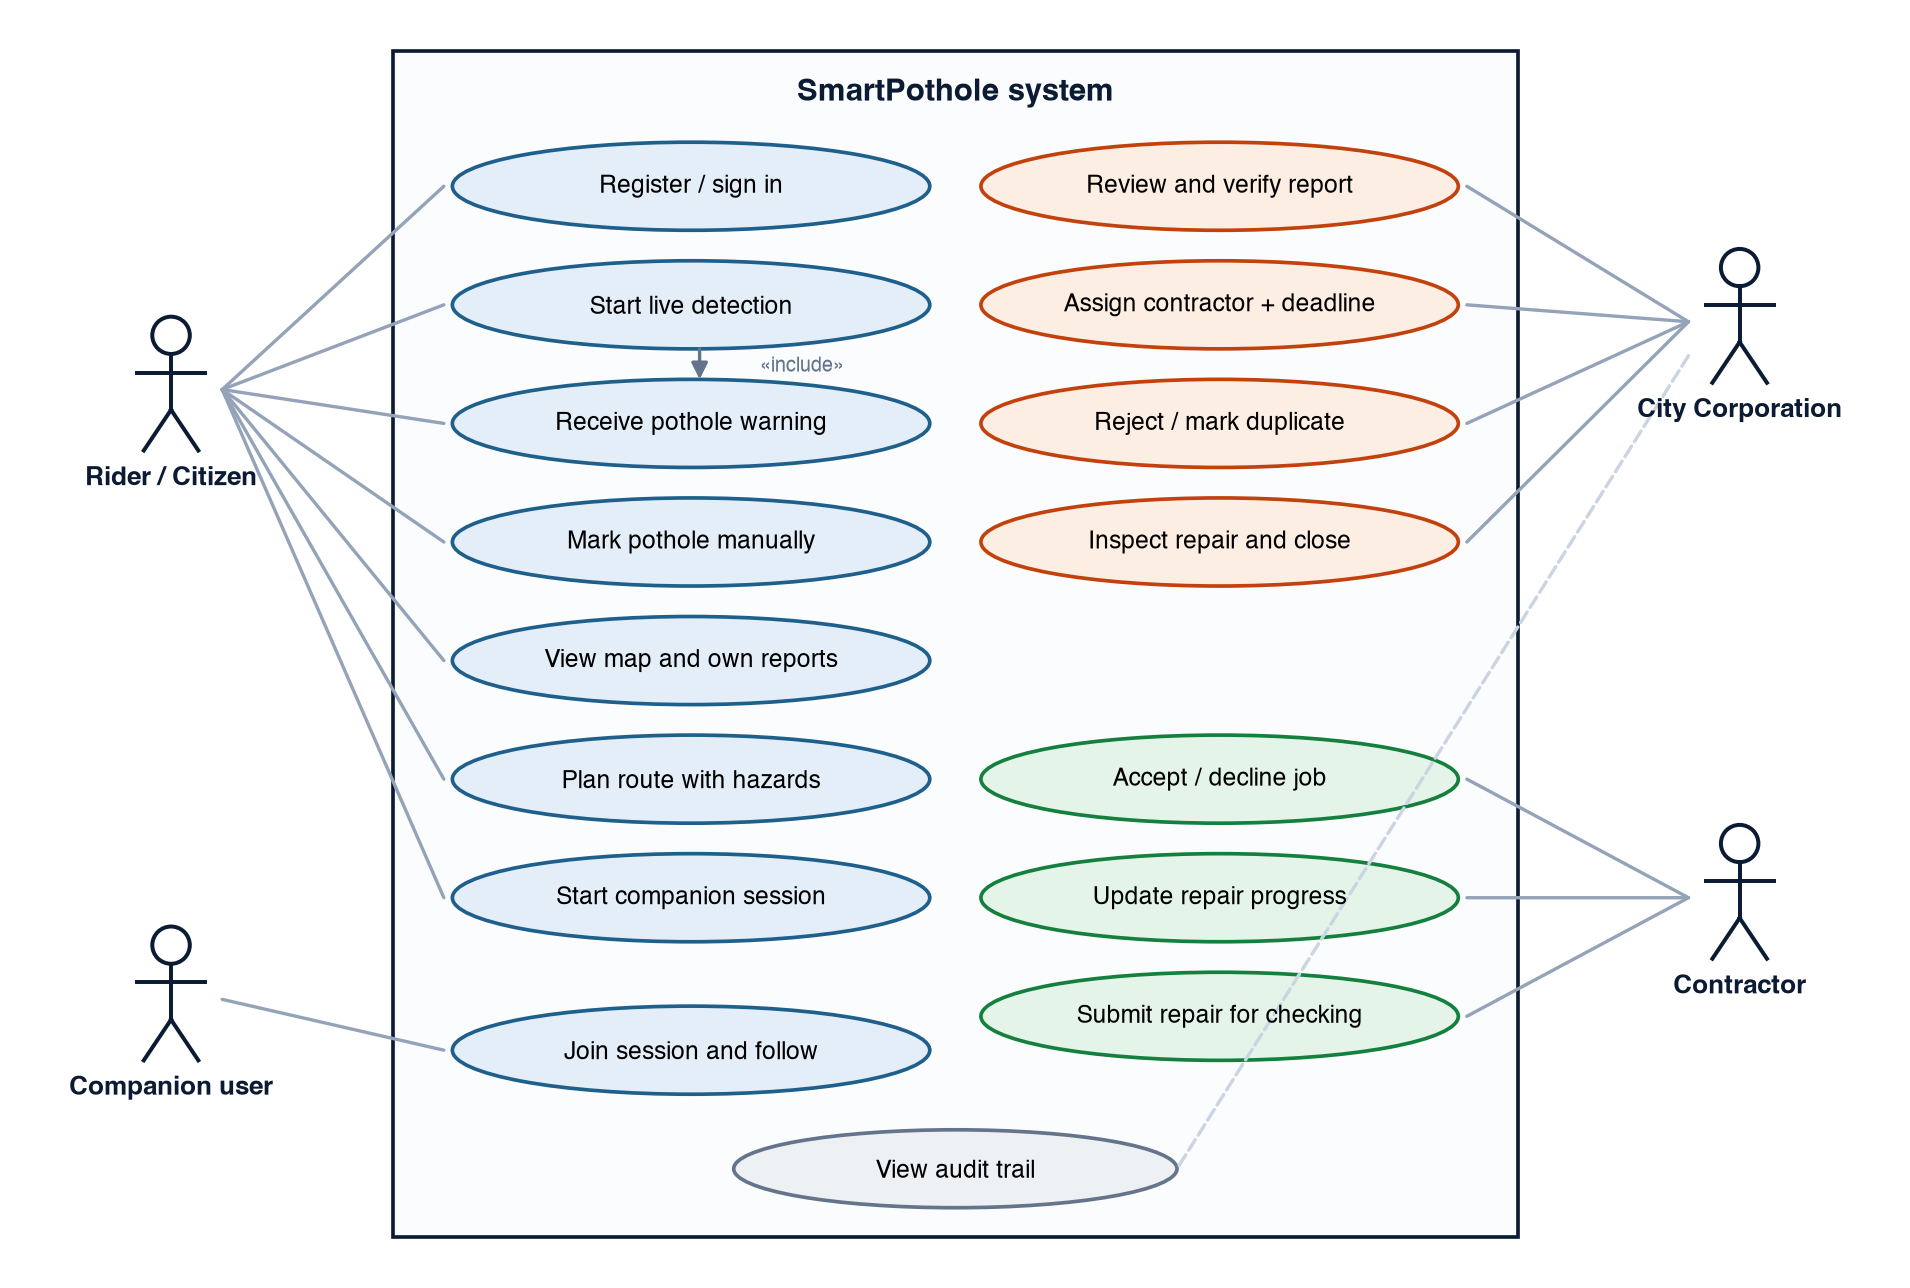 SmartPothole system
Register / sign in
Start live detection
«include»
Receive pothole warning
Mark pothole manually
View map and own reports
Plan route with hazards
Start companion session
Join session and follow
Review and verify report
Assign contractor + deadline
Reject / mark duplicate
Inspect repair and close
Accept / decline job
Update repair progress
Submit repair for checking
View audit trail
Rider / Citizen
Companion user
City Corporation
Contractor